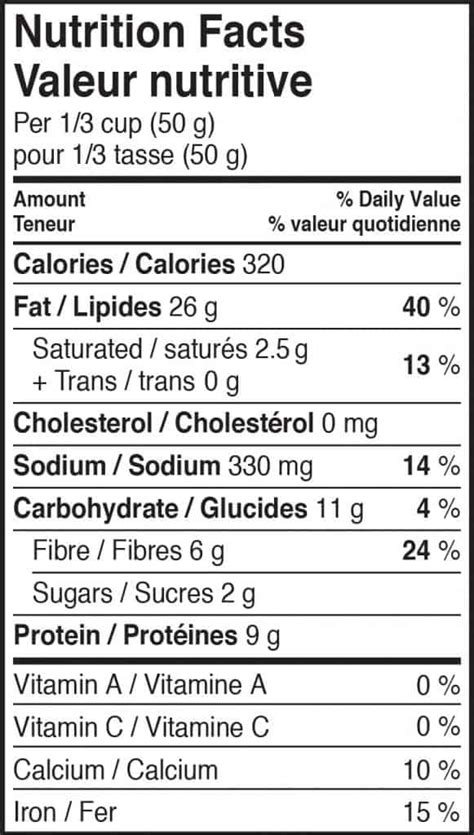 Nutrition Facts
Valeur nutritive
Per 1/3 cup (50 g)
pour 1/3 tasse (50 g)
Amount % Daily Value
Teneur % valeur quotidienne
Calories / Calories 320
Fat / Lipides 26 g 40 %
Saturated / saturés 2.5 g
+ Trans / trans 0 g 13 %
Cholesterol / Cholestérol 0 mg
Sodium / Sodium 330 mg 14 %
Carbohydrate / Glucides 11 g 4 %
Fibre / Fibres 6 g 24 %
Sugars / Sucres 2 g
Protein / Protéines 9 g
Vitamin A / Vitamine A 0 %
Vitamin C / Vitamine C 0 %
Calcium / Calcium 10 %
Iron / Fer 15 %